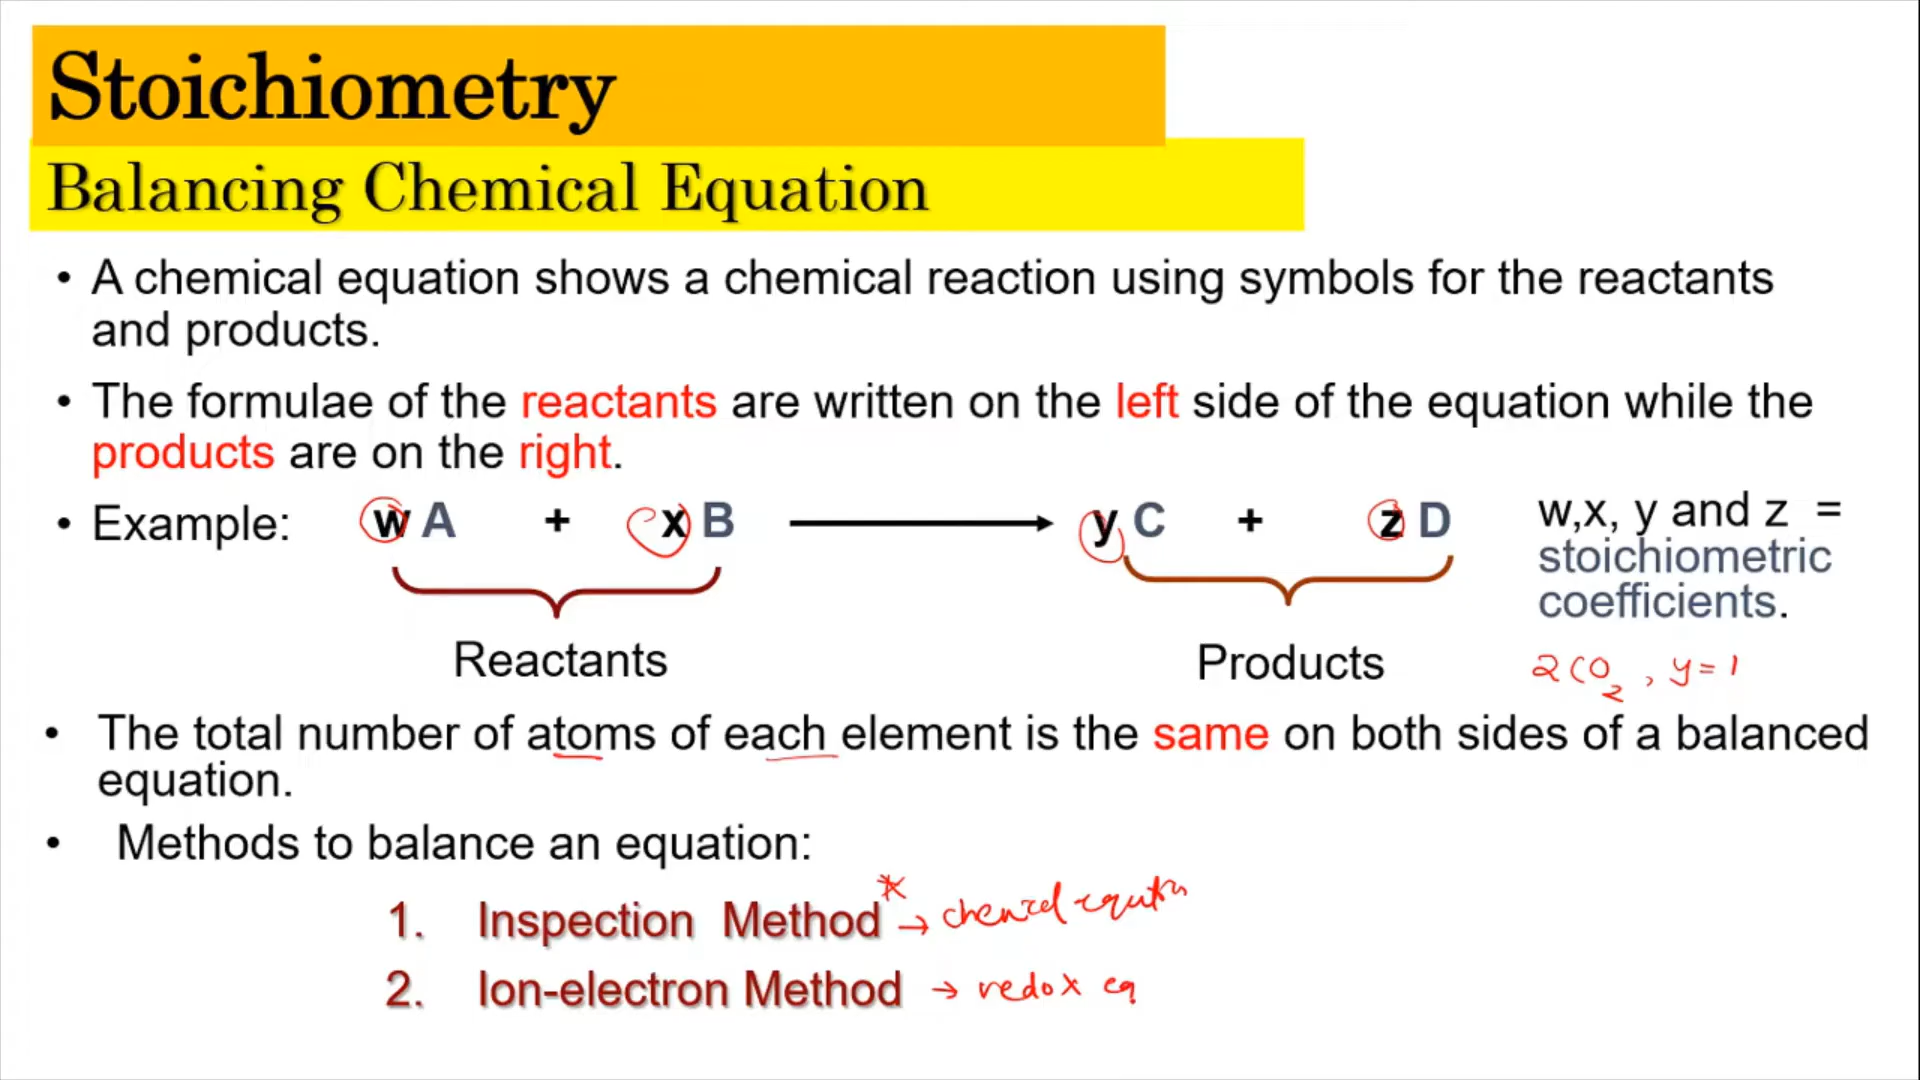 Stoichiometry
Balancing Chemical Equation
• A chemical equation shows a chemical reaction using symbols for the reactants
and products.
• The formulae of the reactants are written on the left side of the equation while the
products are on the right.
• Example: w A + x B ⟶ y C + z D
w,x, y and z =
stoichiometric
coefficients.
Reactants
Products
2CO₂, y=1
• The total number of atoms of each element is the same on both sides of a balanced
equation.
• Methods to balance an equation:
1. Inspection Method* → chemical equation
2. Ion-electron Method → redox eq